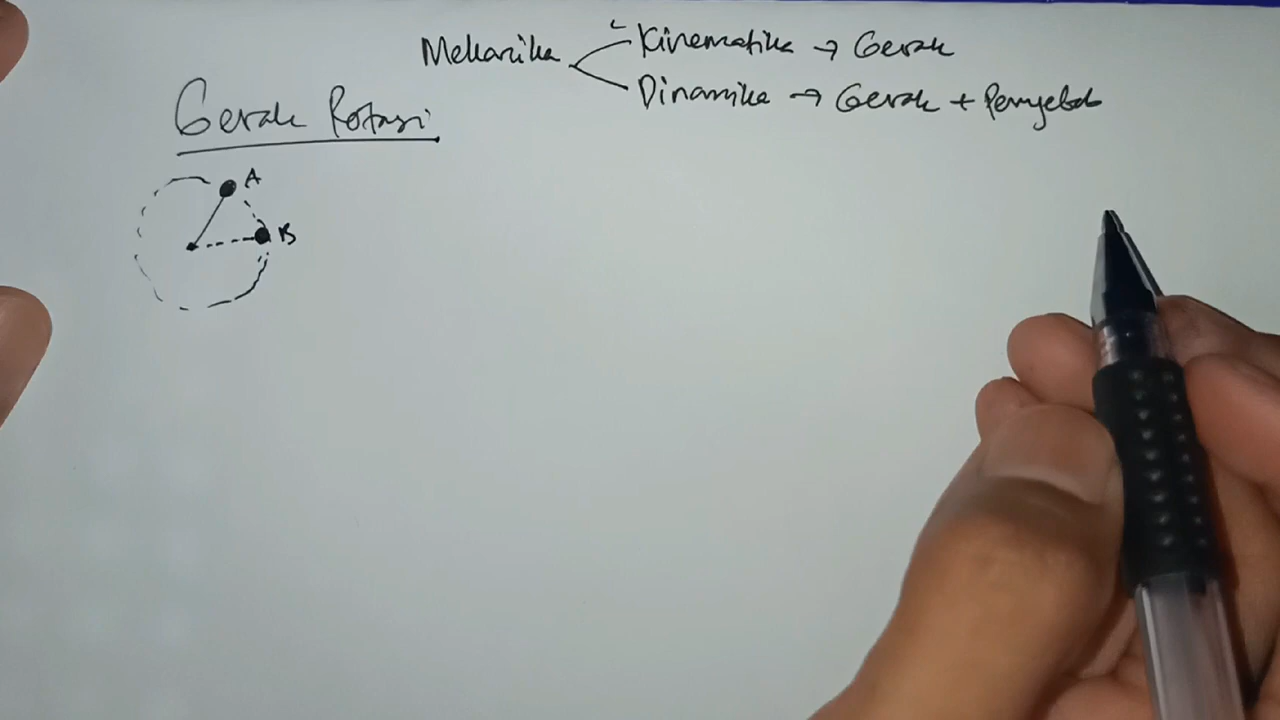 Mekanika
Kinematika → Gerak
Dinamika → Gerak + Penyebab
Gerak Rotasi
A
B